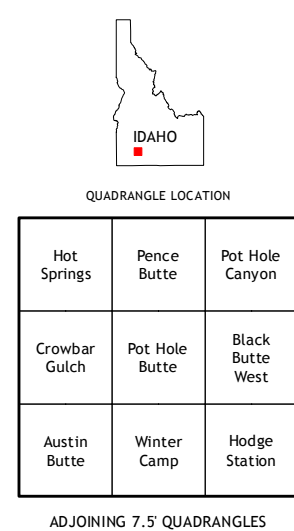 IDAHO
QUADRANGLE LOCATION
Hot
Springs
Pence
Butte
Pot Hole
Canyon
Crowbar
Gulch
Pot Hole
Butte
Black
Butte
West
Austin
Butte
Winter
Camp
Hodge
Station
ADJOINING 7.5' QUADRANGLES